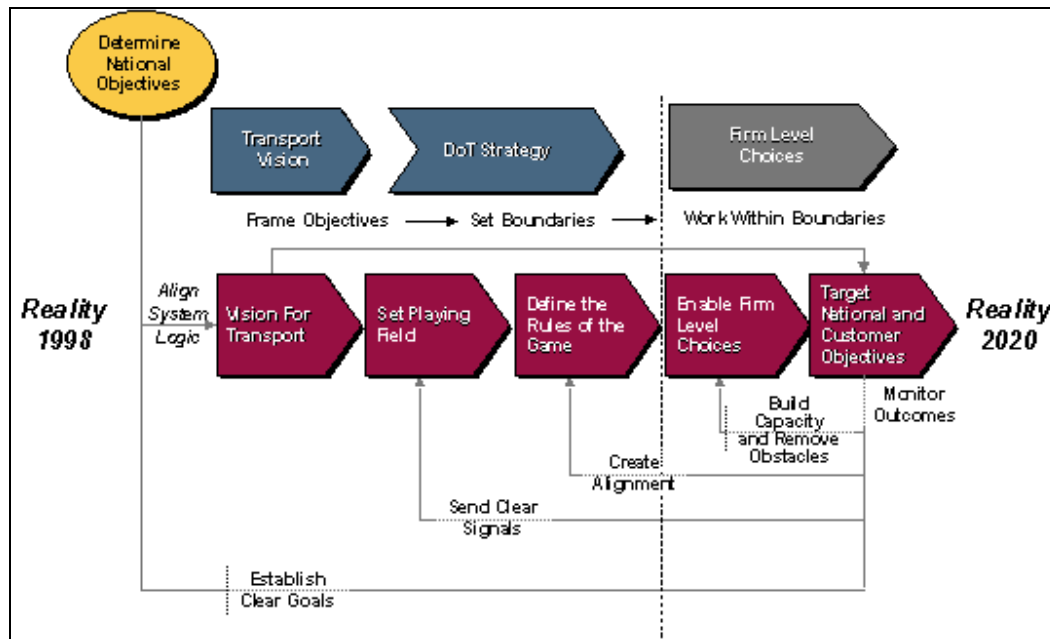 Determine
National
Objectives
Transport
Vision
DoT Strategy
Firm Level
Choices
Frame Objectives
Set Boundaries
Work Within Boundaries
Reality
1998
Align
System
Logic
Vision For
Transport
Set Playing
Field
Define the
Rules of the
Game
Enable Firm
Level
Choices
Target
National and
Customer
Objectives
Reality
2020
Monitor
Outcomes
Build
Capacity
and Remove
Obstacles
Create
Alignment
Send Clear
Signals
Establish
Clear Goals